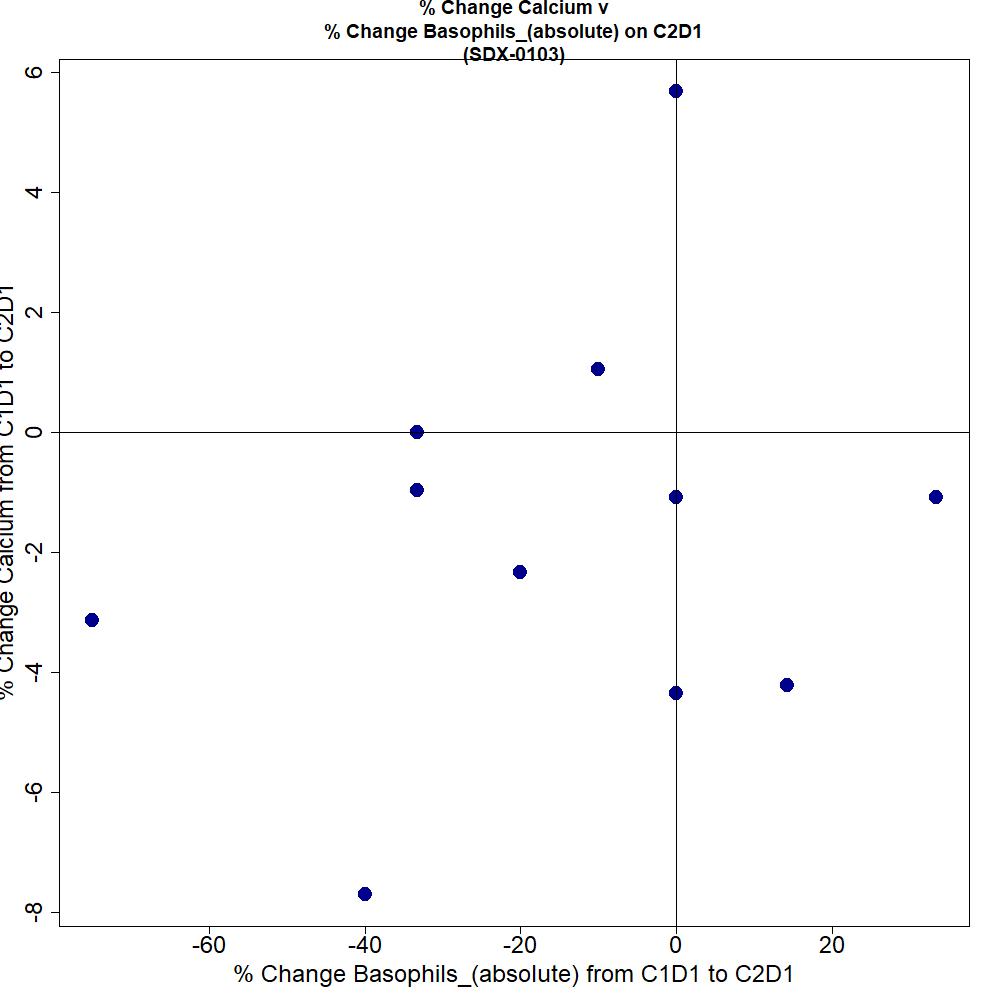 % Change Calcium v
% Change Basophils_(absolute) on C2D1
(SDX-0103)
6
4
2
0
-2
-4
-6
-8
% Change Calcium from C1D1 to C2D1
-60
-40
-20
0
20
% Change Basophils_(absolute) from C1D1 to C2D1